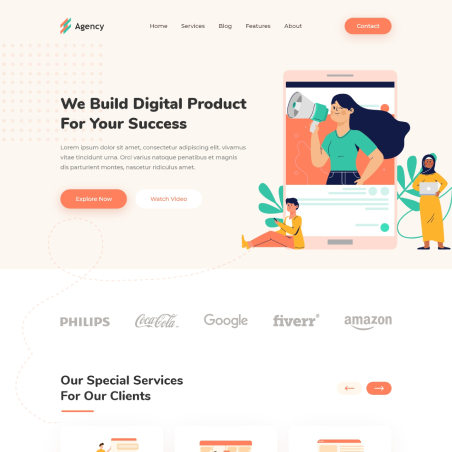 Agency
Home Services Blog Features About
Contact
We Build Digital Product
For Your Success
Lorem ipsum dolor sit amet, consectetur adipiscing elit. vivamus
vitae tincidunt urna. Orci varius natoque penatibus et magnis
dis parturient montes, nascetur ridiculus amet.
Explore Now Watch Video
PHILIPS Coca-Cola Google fiverr amazon
Our Special Services
For Our Clients